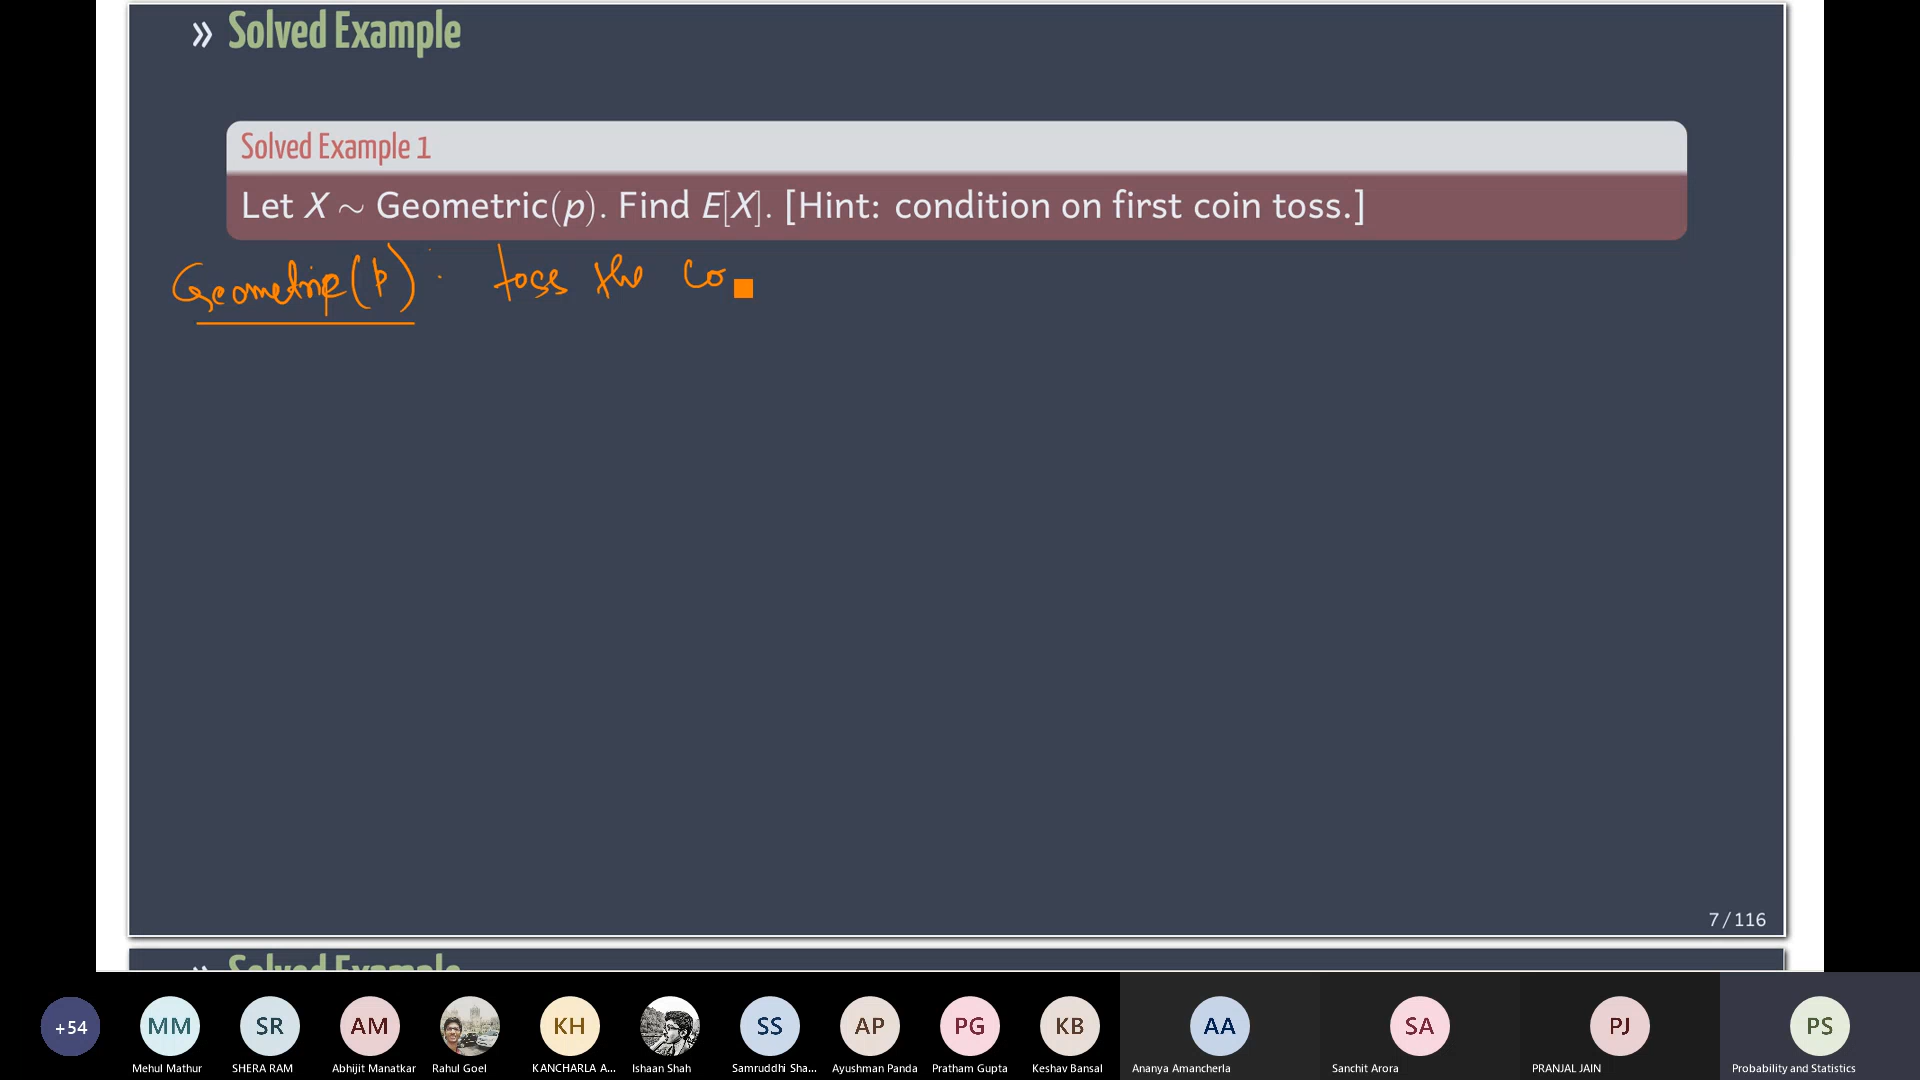 » Solved Example
Solved Example 1
Let X ∼ Geometric(p). Find E[X]. [Hint: condition on first coin toss.]
Geometric(p): toss the co
7 / 116
» Solved Example
+54
MM
SR
AM
KH
SS
AP
PG
KB
AA
SA
PJ
PS
Mehul Mathur
SHERA RAM
Abhijit Manatkar
Rahul Goel
KANCHARLA A...
Ishaan Shah
Samruddhi Sha...
Ayushman Panda
Pratham Gupta
Keshav Bansal
Ananya Amancherla
Sanchit Arora
PRANJAL JAIN
Probability and Statistics